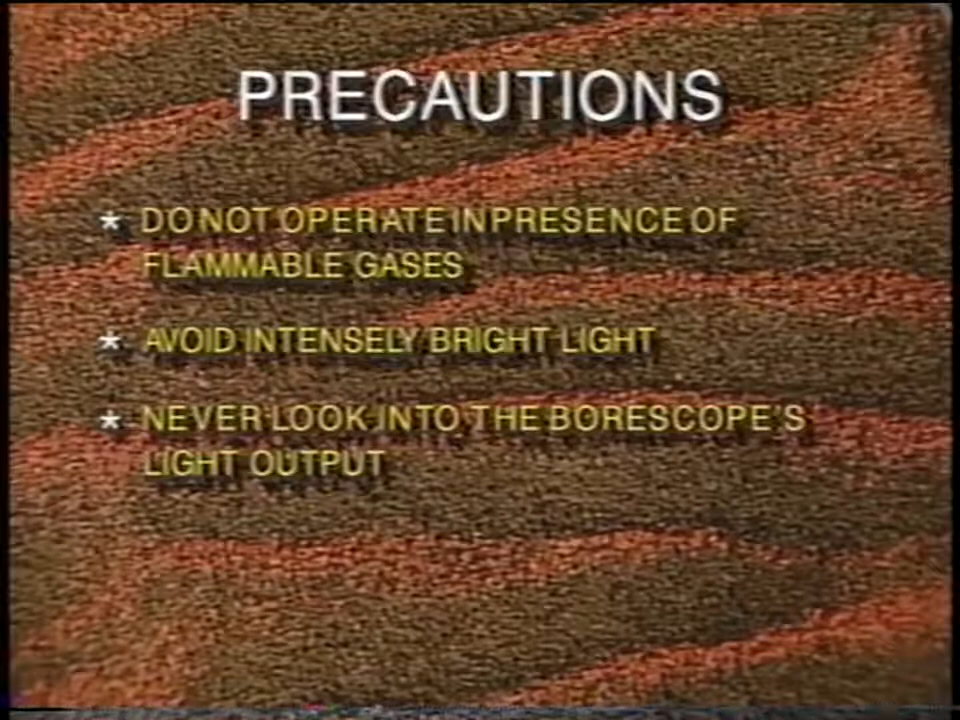 PRECAUTIONS
* DO NOT OPERATE IN PRESENCE OF
FLAMMABLE GASES
* AVOID INTENSELY BRIGHT LIGHT
* NEVER LOOK INTO THE BORESCOPE'S
LIGHT OUTPUT